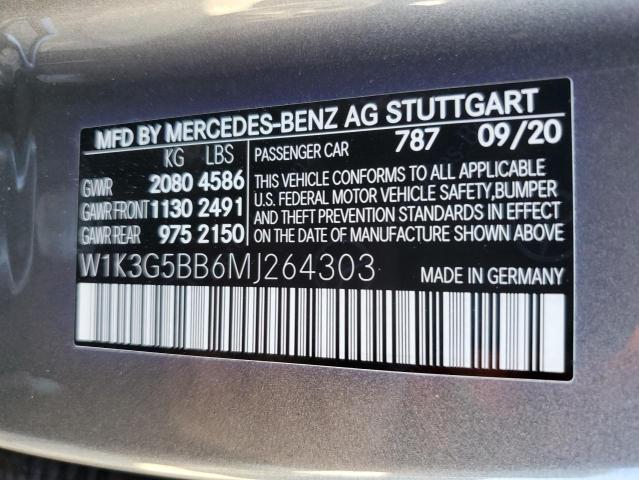 MFD BY MERCEDES-BENZ AG STUTTGART
KG LBS
GVWR 2080 4586
GAWR FRONT 1130 2491
GAWR REAR 975 2150
PASSENGER CAR 787 09/20
THIS VEHICLE CONFORMS TO ALL APPLICABLE
U.S. FEDERAL MOTOR VEHICLE SAFETY,BUMPER
AND THEFT PREVENTION STANDARDS IN EFFECT
ON THE DATE OF MANUFACTURE SHOWN ABOVE
W1K3G5BB6MJ264303
MADE IN GERMANY